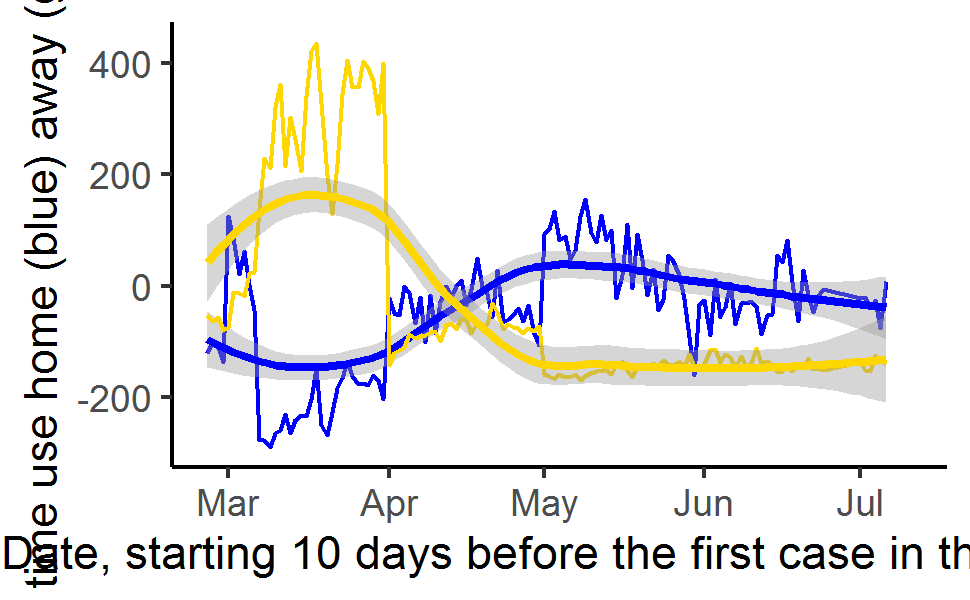 time use home (blue) away (
400
200
0
-200
Mar
Apr
May
Jun
Jul
Date, starting 10 days before the first case in th